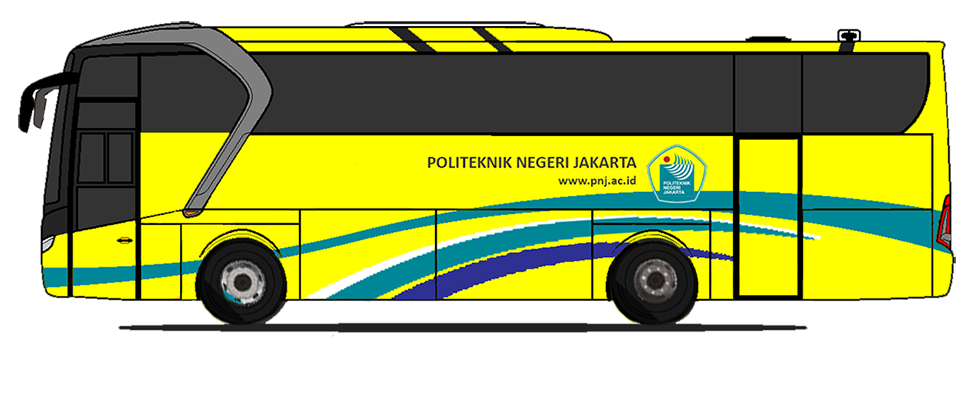 POLITEKNIK NEGERI JAKARTA
www.pnj.ac.id
POLITEKNIK
NEGERI
JAKARTA